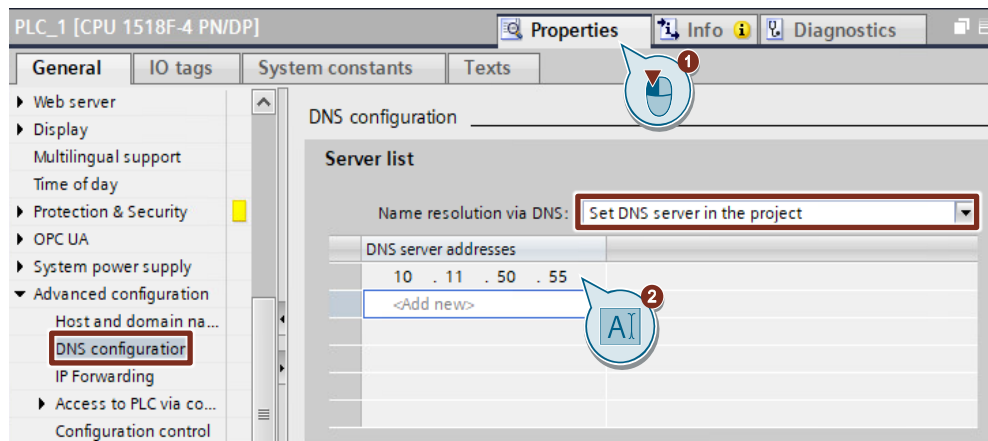 PLC_1 [CPU 1518F-4 PN/DP]
Properties
Info
Diagnostics
General
IO tags
System constants
Texts
1
Web server
Display
Multilingual support
Time of day
Protection & Security
OPC UA
System power supply
Advanced configuration
Host and domain na...
DNS configuration
IP Forwarding
Access to PLC via co...
Configuration control
DNS configuration
Server list
Name resolution via DNS:
Set DNS server in the project
DNS server addresses
10 . 11 . 50 . 55
<Add new>
2
A